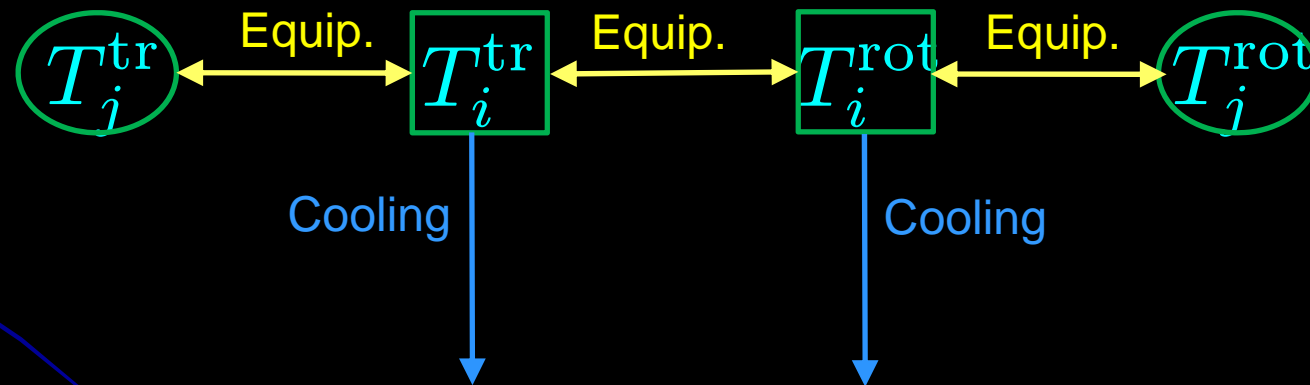 Equip. Equip. Equip.
T_j^tr T_i^tr T_i^rot T_j^rot
Cooling Cooling